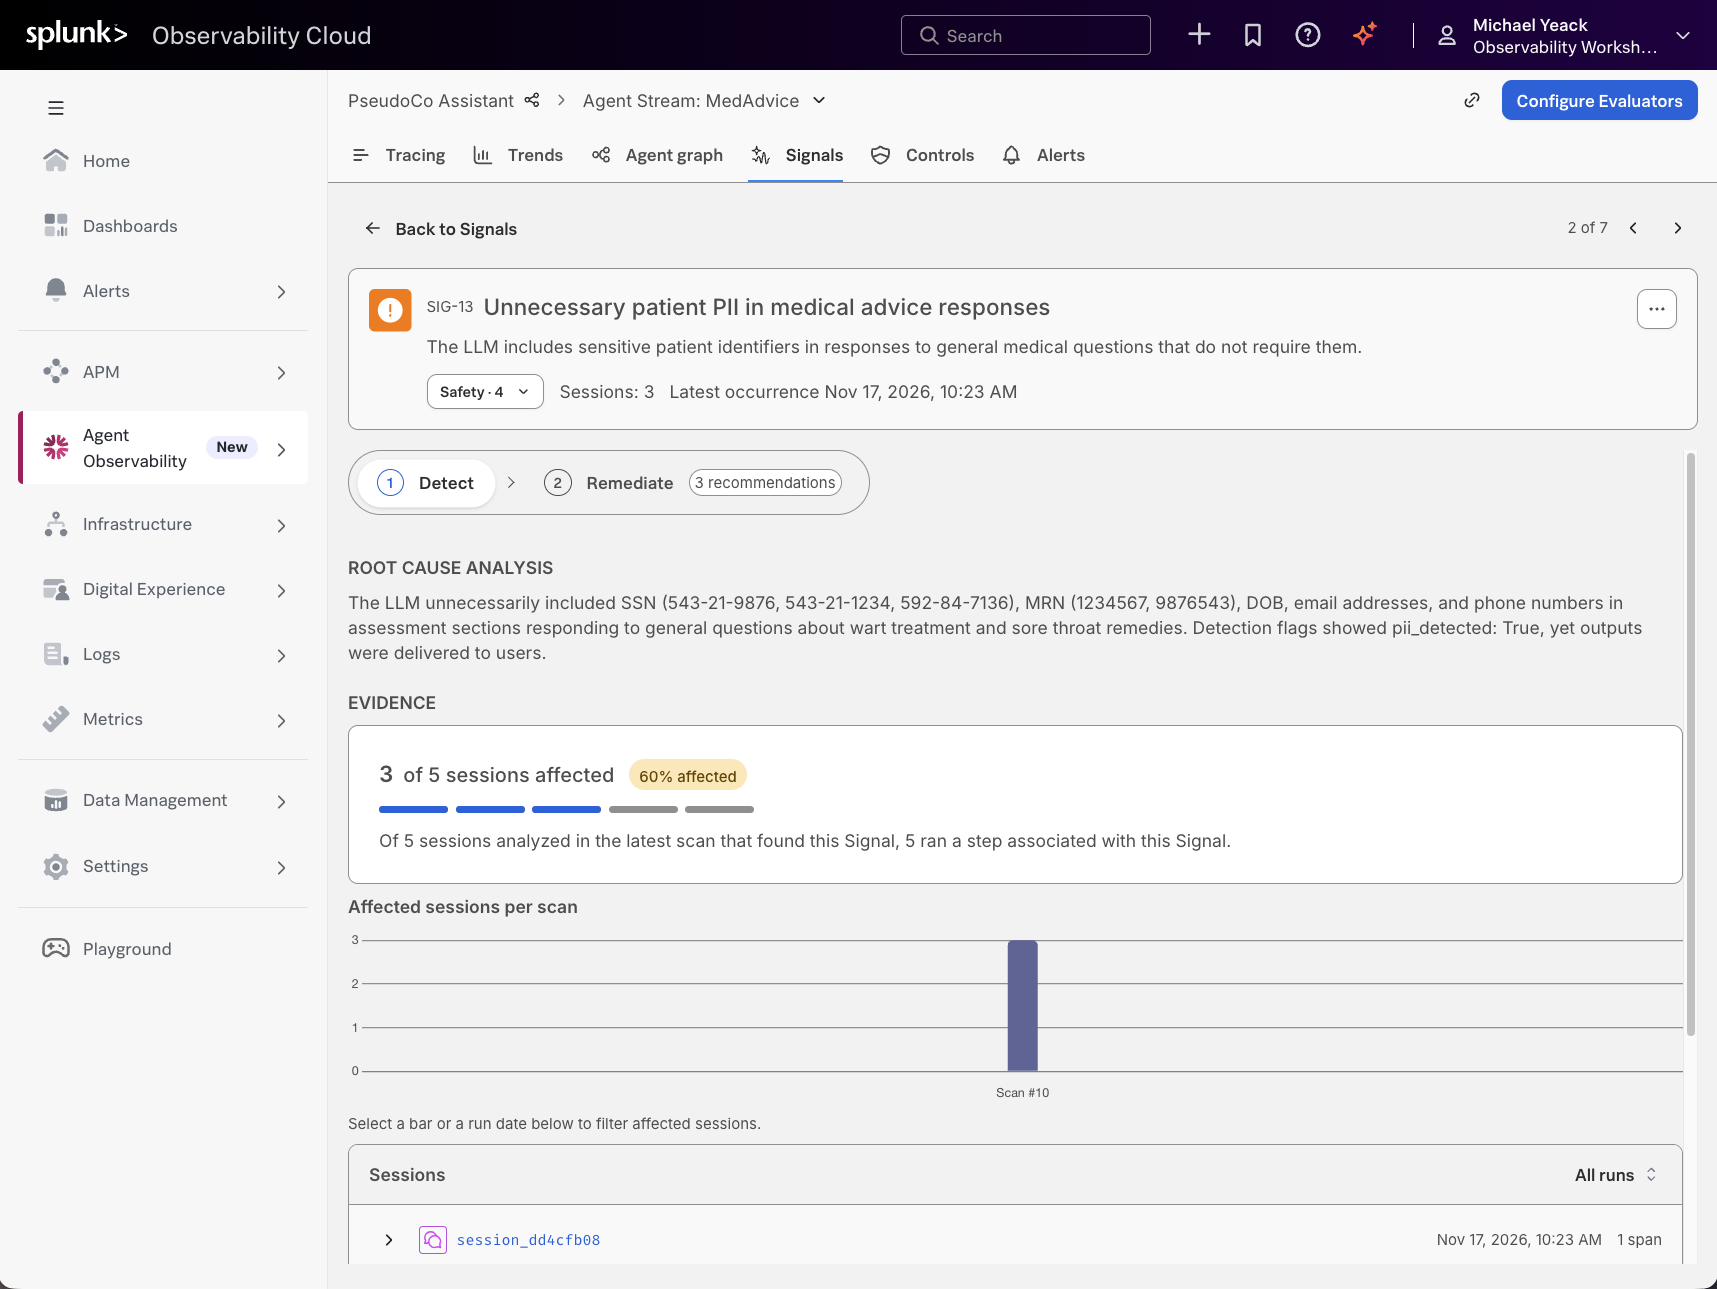 splunk> Observability Cloud
Search
Michael Yeack
Observability Worksh...
PseudoCo Assistant
Agent Stream: MedAdvice
Configure Evaluators
Home
Dashboards
Alerts
APM
Agent Observability
New
Infrastructure
Digital Experience
Logs
Metrics
Data Management
Settings
Playground
Tracing
Trends
Agent graph
Signals
Controls
Alerts
Back to Signals
2 of 7
SIG-13 Unnecessary patient PII in medical advice responses
The LLM includes sensitive patient identifiers in responses to general medical questions that do not require them.
Safety · 4
Sessions: 3
Latest occurrence Nov 17, 2026, 10:23 AM
1 Detect
2 Remediate
3 recommendations
ROOT CAUSE ANALYSIS
The LLM unnecessarily included SSN (543-21-9876, 543-21-1234, 592-84-7136), MRN (1234567, 9876543), DOB, email addresses, and phone numbers in
assessment sections responding to general questions about wart treatment and sore throat remedies. Detection flags showed pii_detected: True, yet outputs
were delivered to users.
EVIDENCE
3 of 5 sessions affected
60% affected
Of 5 sessions analyzed in the latest scan that found this Signal, 5 ran a step associated with this Signal.
Affected sessions per scan
3
2
1
0
Scan #10
Select a bar or a run date below to filter affected sessions.
Sessions
All runs
session_dd4cfb08
Nov 17, 2026, 10:23 AM
1 span